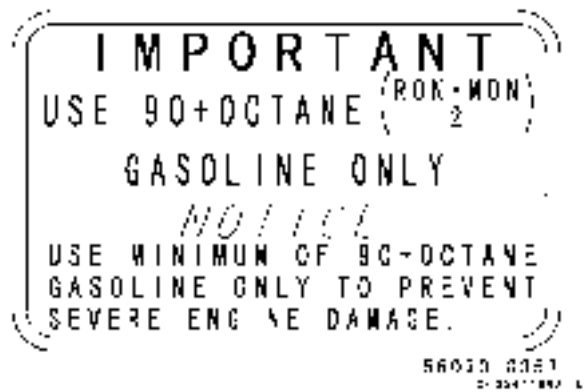 IMPORTANT
USE 90+OCTANE (RON+MON
2)
GASOLINE ONLY
NOTICE
USE MINIMUM OF 90-OCTANE
GASOLINE ONLY TO PREVENT
SEVERE ENGINE DAMAGE.